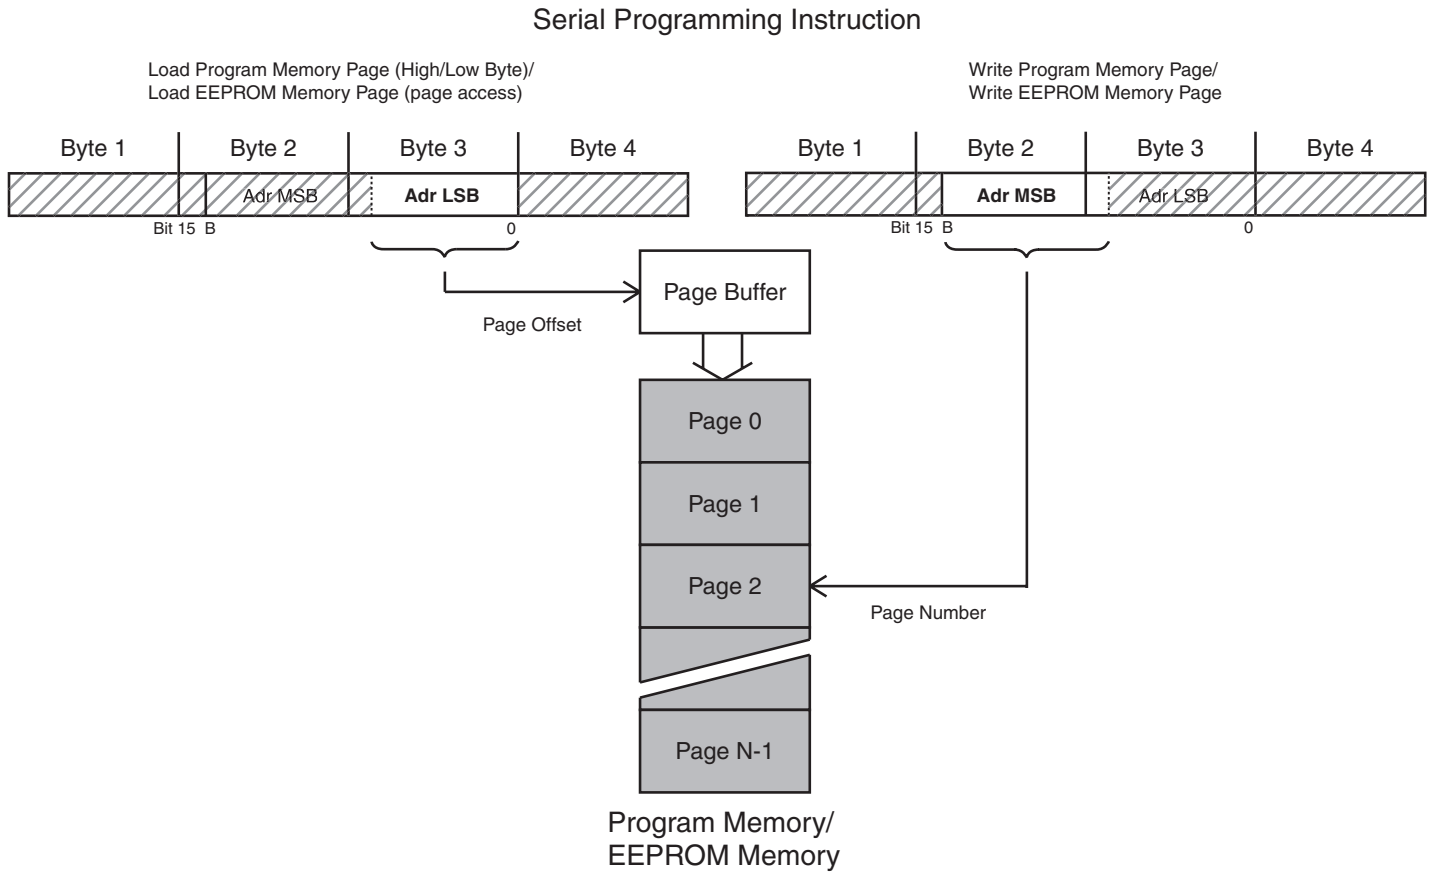 Serial Programming Instruction
Load Program Memory Page (High/Low Byte)/
Load EEPROM Memory Page (page access)
Byte 1
Byte 2
Byte 3
Byte 4
Adr MSB
Adr LSB
Bit 15 B
0
Write Program Memory Page/
Write EEPROM Memory Page
Byte 1
Byte 2
Byte 3
Byte 4
Adr MSB
Adr LSB
Bit 15 B
0
Page Buffer
Page Offset
Page 0
Page 1
Page 2
Page Number
Page N-1
Program Memory/
EEPROM Memory